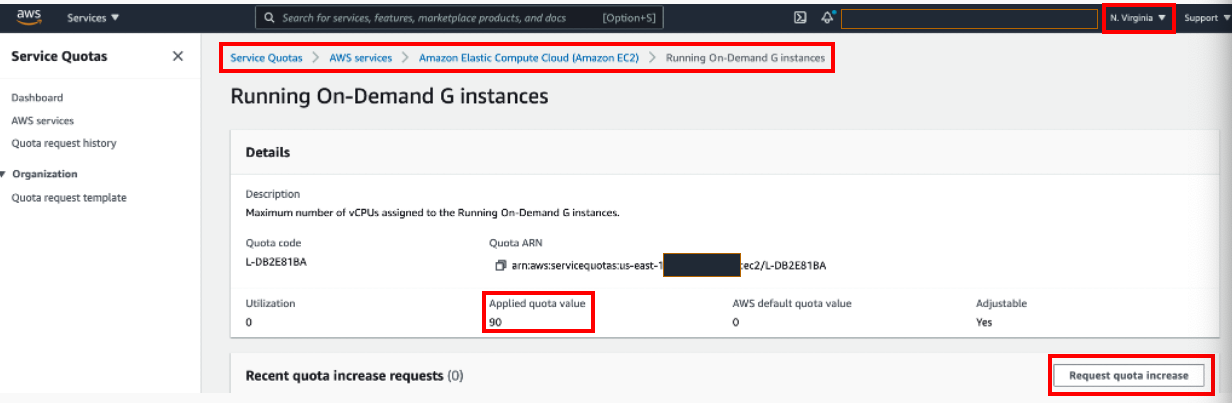 aws Services ▼ Search for services, features, marketplace products, and docs [Option+S] N. Virginia ▼ Support ▼
Service Quotas ✕
Dashboard
AWS services
Quota request history
▼ Organization
Quota request template
Service Quotas > AWS services > Amazon Elastic Compute Cloud (Amazon EC2) > Running On-Demand G instances
Running On-Demand G instances
Details
Description
Maximum number of vCPUs assigned to the Running On-Demand G instances.
Quota code Quota ARN
L-DB2E81BA arn:aws:servicequotas:us-east-1 :ec2/L-DB2E81BA
Utilization Applied quota value AWS default quota value Adjustable
0 90 0 Yes
Recent quota increase requests (0) Request quota increase